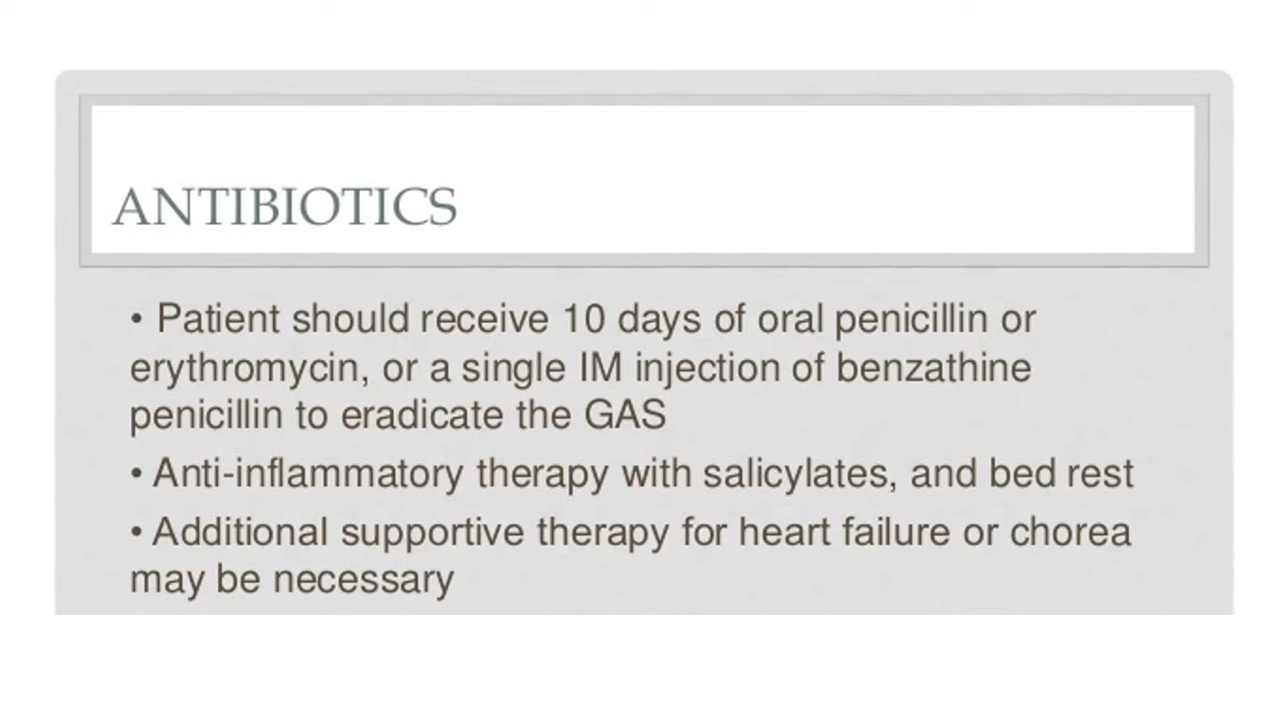 ANTIBIOTICS
• Patient should receive 10 days of oral penicillin or
erythromycin, or a single IM injection of benzathine
penicillin to eradicate the GAS
• Anti-inflammatory therapy with salicylates, and bed rest
• Additional supportive therapy for heart failure or chorea
may be necessary